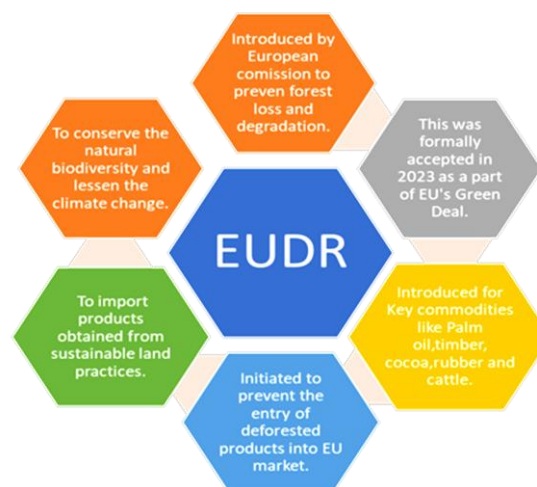 Introduced by
European
comission to
preven forest
loss and
degradation.
This was
formally
accepted in
2023 as a part
of EU's Green
Deal.
Introduced for
Key commodities
like Palm
oil,timber,
cocoa,rubber and
cattle.
Initiated to
prevent the
entry of
deforested
products into EU
market.
To import
products
obtained from
sustainable land
practices.
To conserve the
natural
biodiversity and
lessen the
climate change.
EUDR